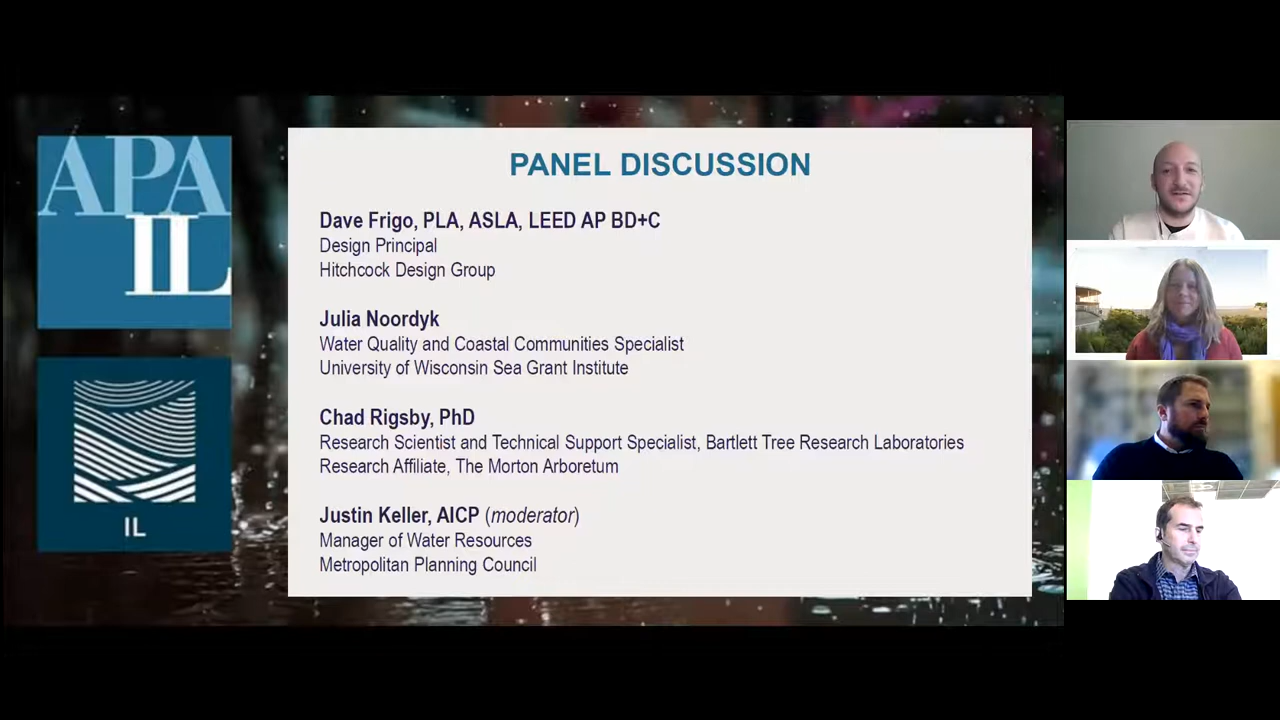 APA
IL
IL
PANEL DISCUSSION
Dave Frigo, PLA, ASLA, LEED AP BD+C
Design Principal
Hitchcock Design Group
Julia Noordyk
Water Quality and Coastal Communities Specialist
University of Wisconsin Sea Grant Institute
Chad Rigsby, PhD
Research Scientist and Technical Support Specialist, Bartlett Tree Research Laboratories
Research Affiliate, The Morton Arboretum
Justin Keller, AICP (moderator)
Manager of Water Resources
Metropolitan Planning Council